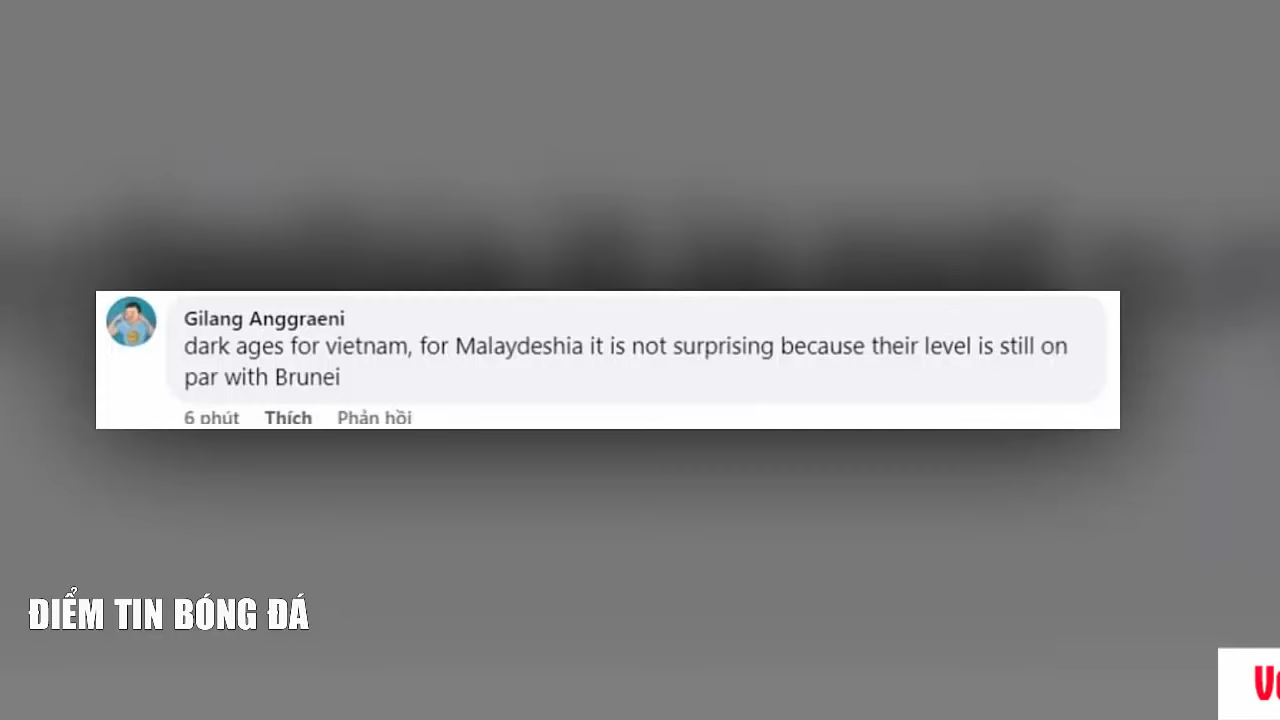 Gilang Anggraeni
dark ages for vietnam, for Malaydeshia it is not surprising because their level is still on
par with Brunei
6 phút Thích Phản hồi
ĐIỂM TIN BÓNG ĐÁ